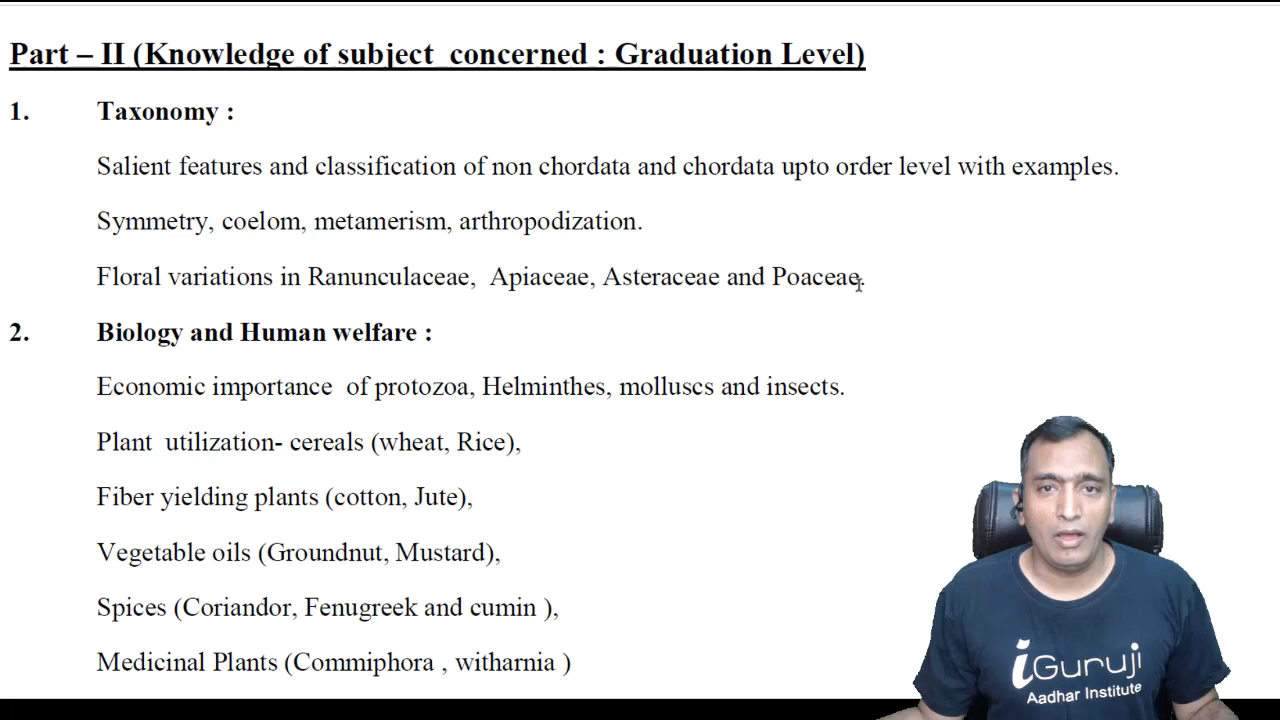 Part – II (Knowledge of subject concerned : Graduation Level)
1. Taxonomy :
Salient features and classification of non chordata and chordata upto order level with examples.
Symmetry, coelom, metamerism, arthropodization.
Floral variations in Ranunculaceae, Apiaceae, Asteraceae and Poaceae.
2. Biology and Human welfare :
Economic importance of protozoa, Helminthes, molluscs and insects.
Plant utilization- cereals (wheat, Rice),
Fiber yielding plants (cotton, Jute),
Vegetable oils (Groundnut, Mustard),
Spices (Coriandor, Fenugreek and cumin ),
Medicinal Plants (Commiphora , witharnia )
iGuruji
Aadhar Institute